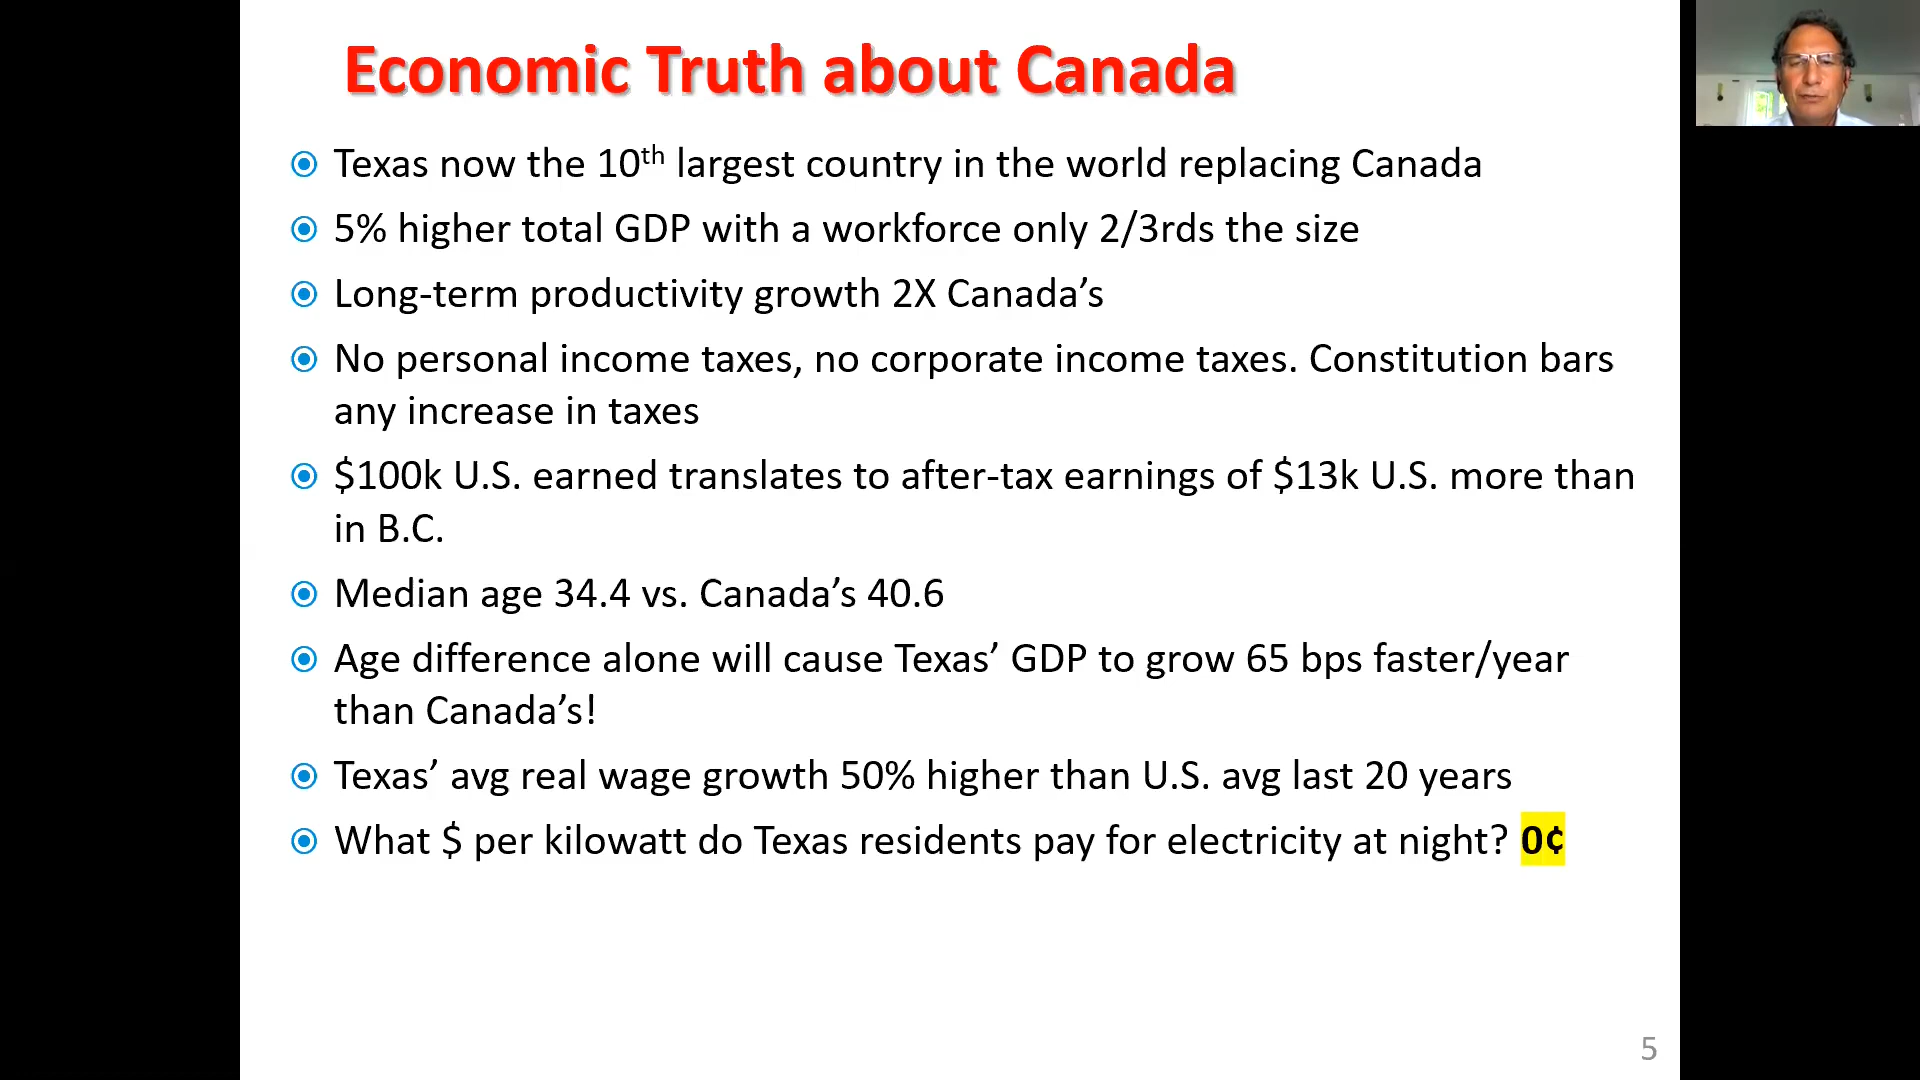 Economic Truth about Canada
Texas now the 10th largest country in the world replacing Canada
5% higher total GDP with a workforce only 2/3rds the size
Long-term productivity growth 2X Canada’s
No personal income taxes, no corporate income taxes. Constitution bars
any increase in taxes
$100k U.S. earned translates to after-tax earnings of $13k U.S. more than
in B.C.
Median age 34.4 vs. Canada’s 40.6
Age difference alone will cause Texas’ GDP to grow 65 bps faster/year
than Canada’s!
Texas’ avg real wage growth 50% higher than U.S. avg last 20 years
What $ per kilowatt do Texas residents pay for electricity at night? 0¢
5